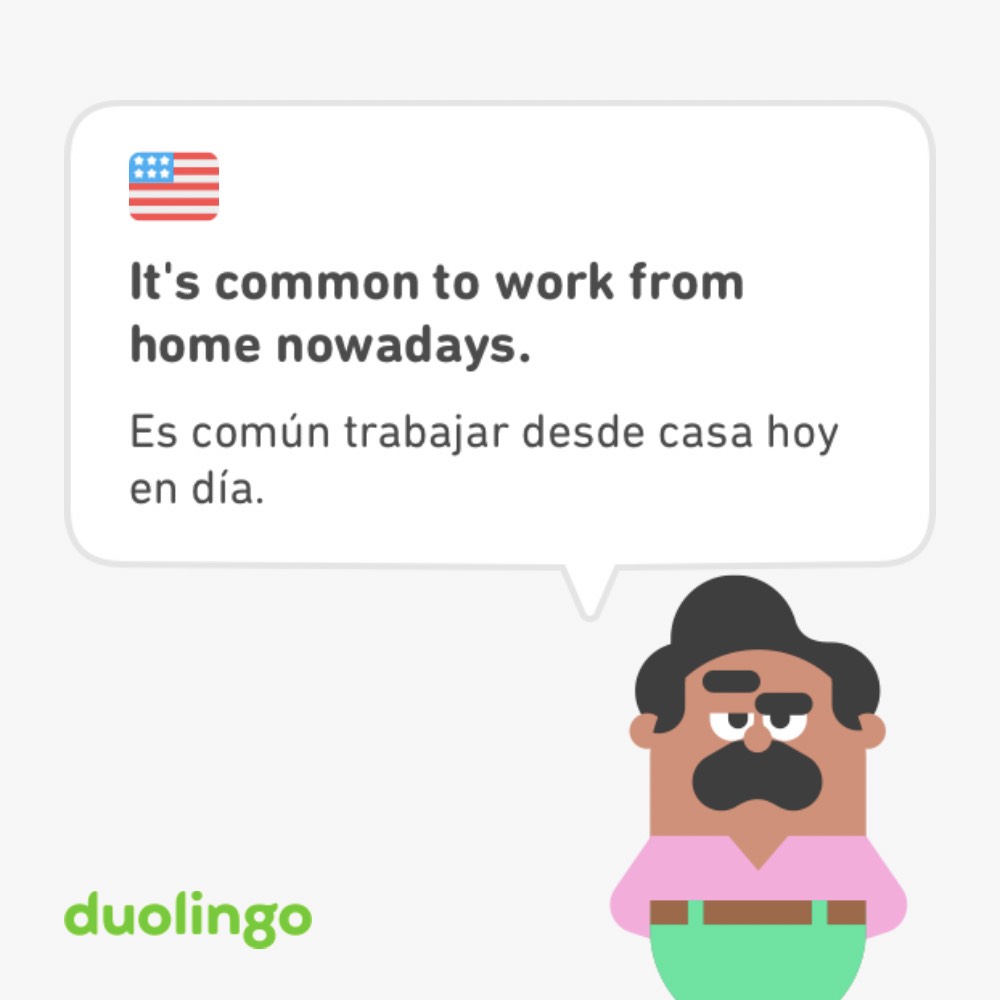 It's common to work from
home nowadays.
Es común trabajar desde casa hoy
en día.
duolingo